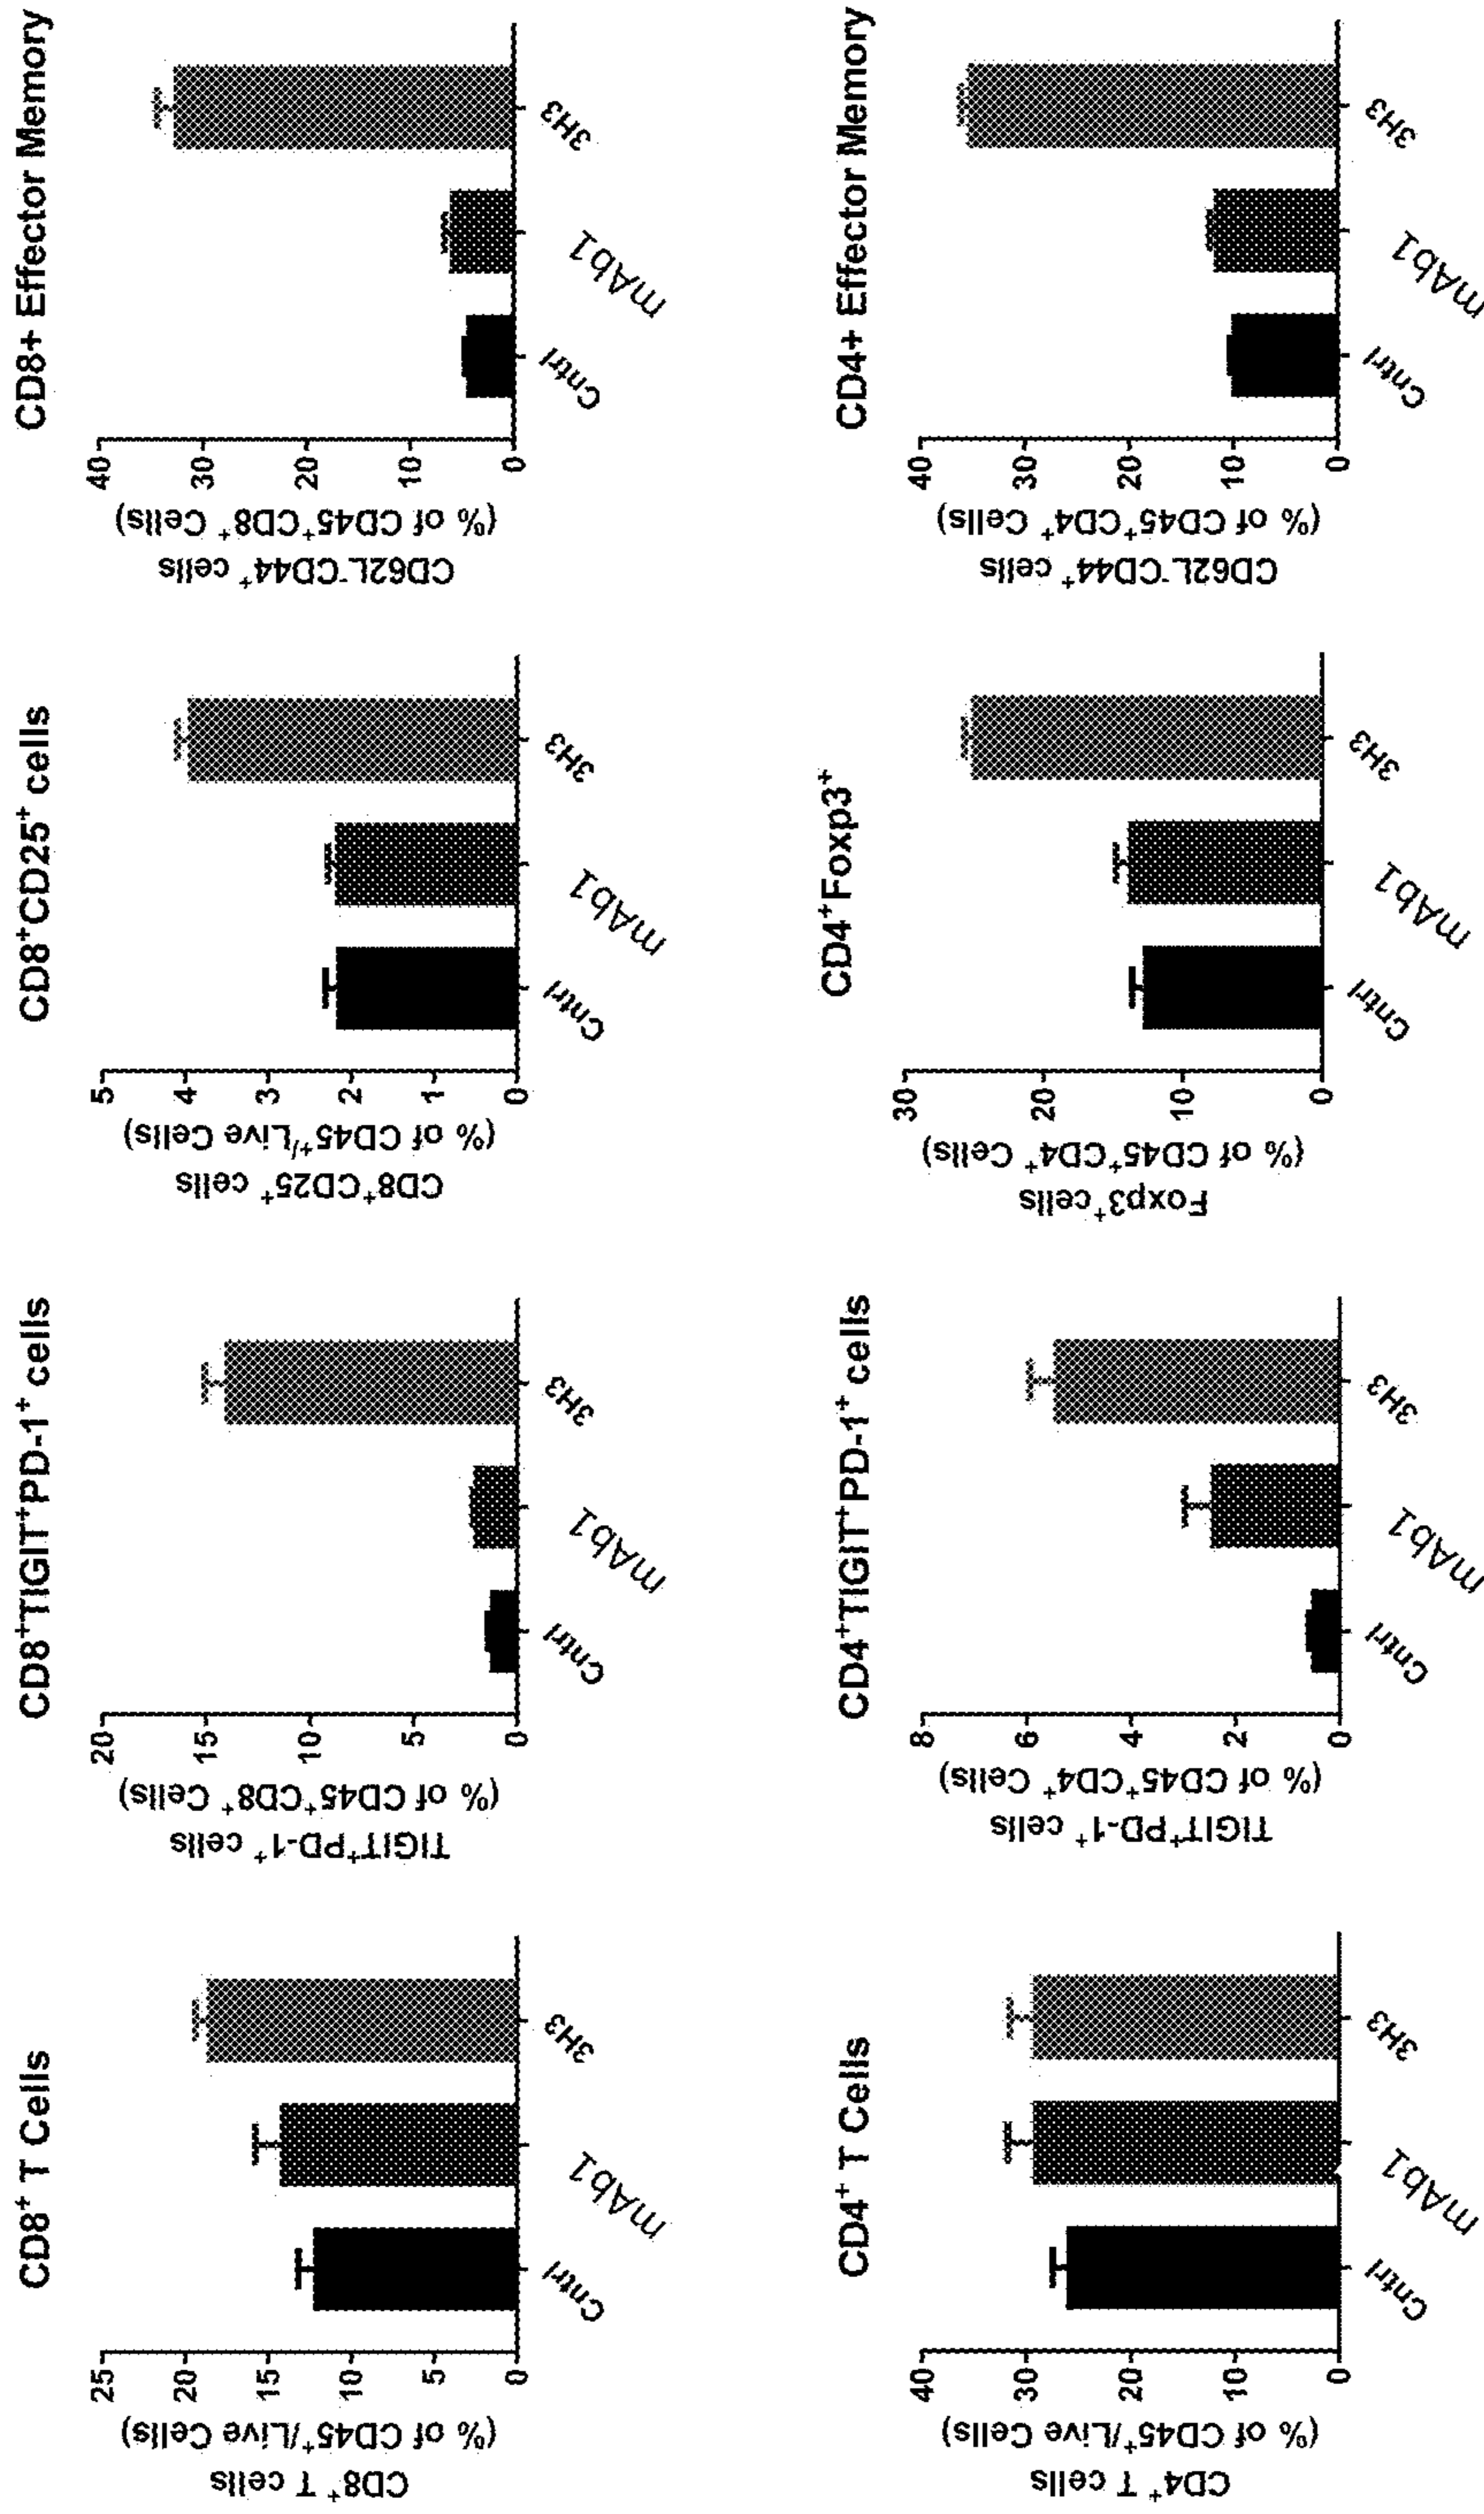 CD8⁺ T Cells
CD8⁺ T cells
(% of CD45⁺/Live Cells)
25
20
15
10
5
0
Cntrl
mAb1
3H3
CD8⁺TIGIT⁺PD-1⁺ cells
TIGIT⁺PD-1⁺ cells
(% of CD45⁺CD8⁺ Cells)
20
15
10
5
0
Cntrl
mAb1
3H3
CD8⁺CD25⁺ cells
CD8⁺CD25⁺ cells
(% of CD45⁺/Live Cells)
5
4
3
2
1
0
Cntrl
mAb1
3H3
CD8+ Effector Memory
CD62L⁻CD44⁺ cells
(% of CD45⁺CD8⁺ Cells)
40
30
20
10
0
Cntrl
mAb1
3H3
CD4⁺ T Cells
CD4⁺ T cells
(% of CD45⁺/Live Cells)
40
30
20
10
0
Cntrl
mAb1
3H3
CD4⁺TIGIT⁺PD-1⁺ cells
TIGIT⁺PD-1⁺ cells
(% of CD45⁺CD4⁺ Cells)
8
6
4
2
0
Cntrl
mAb1
3H3
CD4⁺Foxp3⁺
Foxp3⁺cells
(% of CD45⁺CD4⁺ Cells)
30
20
10
0
Cntrl
mAb1
3H3
CD4+ Effector Memory
CD62L⁻CD44⁺ cells
(% of CD45⁺CD4⁺ Cells)
40
30
20
10
0
Cntrl
mAb1
3H3